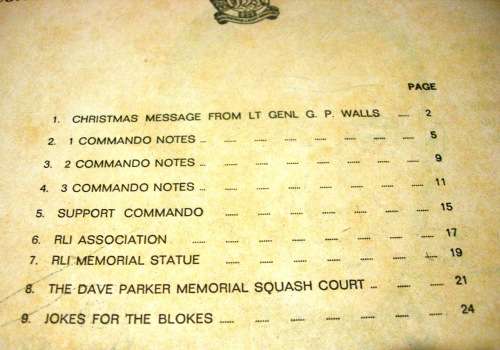 PAGE
1. CHRISTMAS MESSAGE FROM LT GENL G. P. WALLS ..... 2
2. 1 COMMANDO NOTES ... ..... ..... ..... ..... ..... ..... 5
3. 2 COMMANDO NOTES ... ..... ..... ..... ..... ..... ..... 9
4. 3 COMMANDO NOTES ... ..... ..... ..... ..... ..... ..... 11
5. SUPPORT COMMANDO ..... ..... ..... ..... ..... ..... 15
6. RLI ASSOCIATION ..... ..... ..... ..... ..... ..... ..... 17
7. RLI MEMORIAL STATUE ..... ..... ..... ..... ..... ..... 19
8. THE DAVE PARKER MEMORIAL SQUASH COURT ... ..... ..... 21
9. JOKES FOR THE BLOKES ..... ..... ..... ..... ..... ..... 24